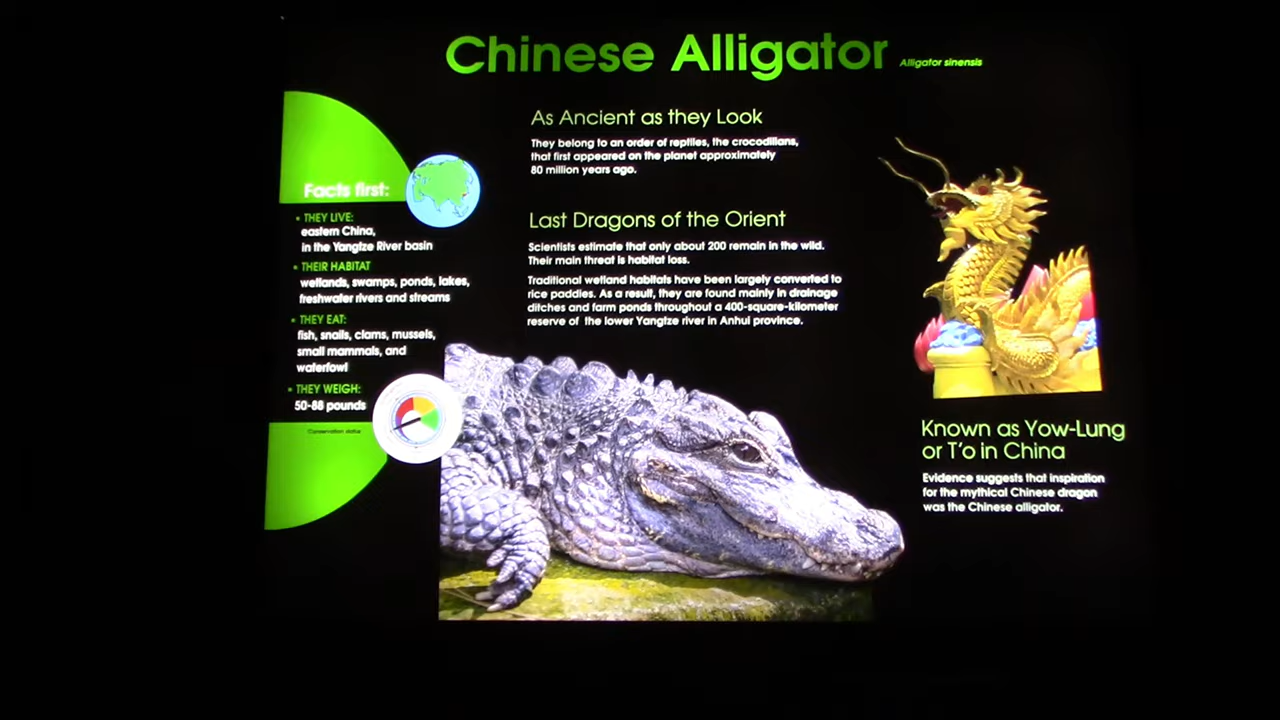 Chinese Alligator
Alligator sinensis
Facts first:
• THEY LIVE:
eastern China,
in the Yangtze River basin
• THEIR HABITAT
wetlands, swamps, ponds, lakes,
freshwater rivers and streams
• THEY EAT:
fish, snails, clams, mussels,
small mammals, and
waterfowl
• THEY WEIGH:
50-88 pounds
Conservation status
As Ancient as they Look
They belong to an order of reptiles, the crocodilians,
that first appeared on the planet approximately
80 million years ago.
Last Dragons of the Orient
Scientists estimate that only about 200 remain in the wild.
Their main threat is habitat loss.
Traditional wetland habitats have been largely converted to
rice paddies. As a result, they are found mainly in drainage
ditches and farm ponds throughout a 400-square-kilometer
reserve of the lower Yangtze river in Anhui province.
Known as Yow-Lung
or T'o in China
Evidence suggests that inspiration
for the mythical Chinese dragon
was the Chinese alligator.